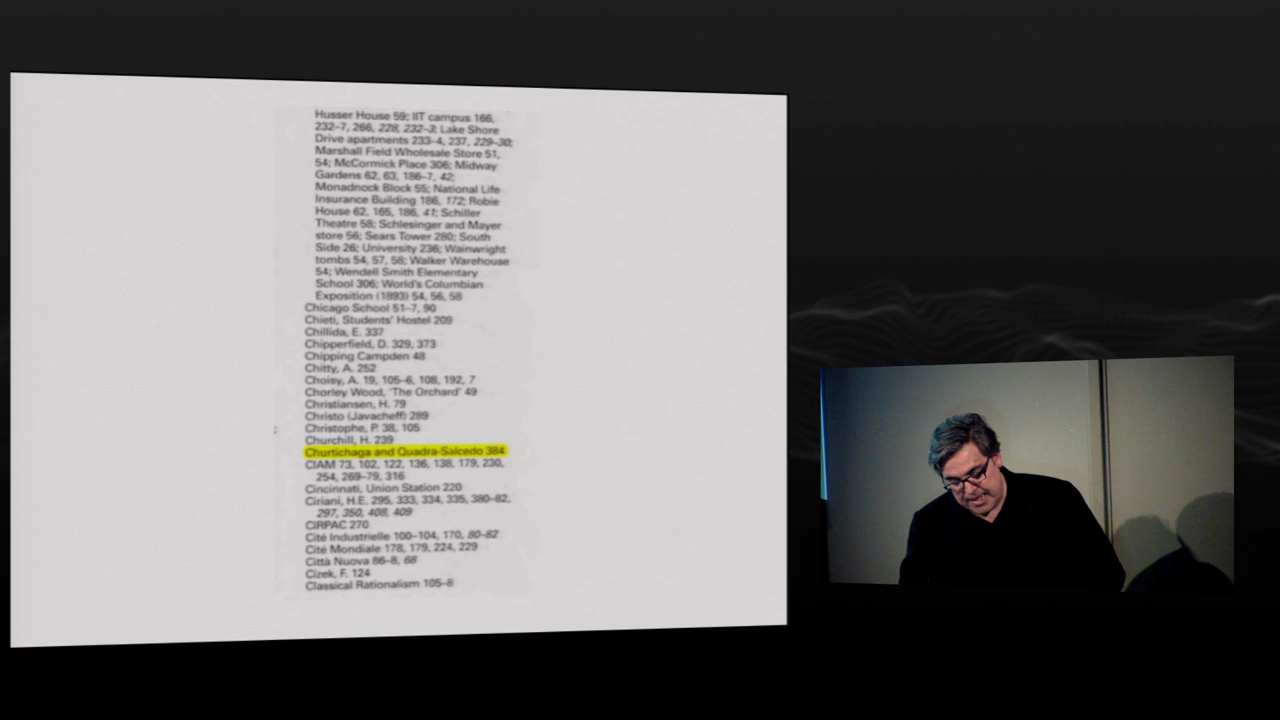 Husser House 59; IIT campus 166,
232–7, 266, 228, 232–3; Lake Shore
Drive apartments 233–4, 237, 229–30;
Marshall Field Wholesale Store 51,
54; McCormick Place 306; Midway
Gardens 62, 63, 186–7, 42;
Monadnock Block 55; National Life
Insurance Building 186, 172; Robie
House 62, 165, 186, 41; Schiller
Theatre 58; Schlesinger and Mayer
store 56; Sears Tower 280; South
Side 26; University 236; Wainwright
tombs 54, 57, 58; Walker Warehouse
54; Wendell Smith Elementary
School 306; World's Columbian
Exposition (1893) 54, 56, 58
Chicago School 51–7, 90
Chieti, Students' Hostel 209
Chillida, E. 337
Chipperfield, D. 329, 373
Chipping Campden 48
Chitty, A. 252
Choisy, A. 19, 105–6, 108, 192, 7
Chorley Wood, 'The Orchard' 49
Christiansen, H. 79
Christo (Javacheff) 289
Christophe, P. 38, 105
Churchill, H. 239
Churtichaga and Quadra-Salcedo 384
CIAM 73, 102, 122, 136, 138, 179, 230,
254, 269–79, 316
Cincinnati, Union Station 220
Ciriani, H.E. 295, 333, 334, 335, 380–82,
297, 350, 408, 409
CIRPAC 270
Cité Industrielle 100–104, 170, 80–82
Cité Mondiale 178, 179, 224, 229
Città Nuova 86–8, 68
Cizek, F. 124
Classical Rationalism 105–8